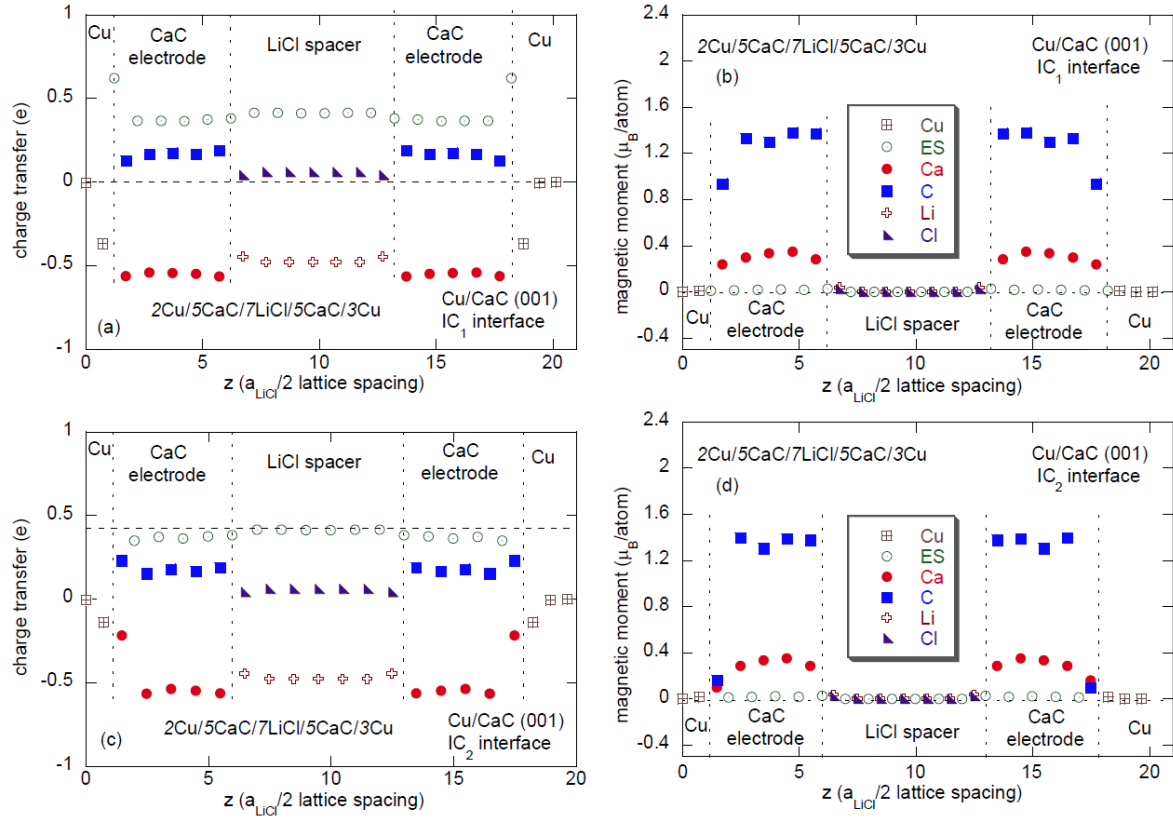 1
0.5
0
-0.5
-1
charge transfer (e)
Cu
CaC
electrode
LiCl spacer
CaC
electrode
Cu
2Cu/5CaC/7LiCl/5CaC/3Cu
Cu/CaC (001)
IC1 interface
(a)
0 5 10 15 20
z (aLiCl/2 lattice spacing)
2.4
2
1.6
1.2
0.8
0.4
0
-0.4
magnetic moment (μB/atom)
2Cu/5CaC/7LiCl/5CaC/3Cu
Cu/CaC (001)
IC1 interface
(b)
Cu
ES
Ca
C
Li
Cl
Cu
CaC
electrode
LiCl spacer
CaC
electrode
Cu
0 5 10 15 20
z (aLiCl/2 lattice spacing)
1
0.5
0
-0.5
-1
charge transfer (e)
Cu
CaC
electrode
LiCl spacer
CaC
electrode
Cu
2Cu/5CaC/7LiCl/5CaC/3Cu
Cu/CaC (001)
IC2 interface
(c)
0 5 10 15 20
z (aLiCl/2 lattice spacing)
2.4
2
1.6
1.2
0.8
0.4
0
-0.4
magnetic moment (μB/atom)
2Cu/5CaC/7LiCl/5CaC/3Cu
Cu/CaC (001)
IC2 interface
(d)
Cu
ES
Ca
C
Li
Cl
Cu
CaC
electrode
LiCl spacer
CaC
electrode
Cu
0 5 10 15 20
z (aLiCl/2 lattice spacing)